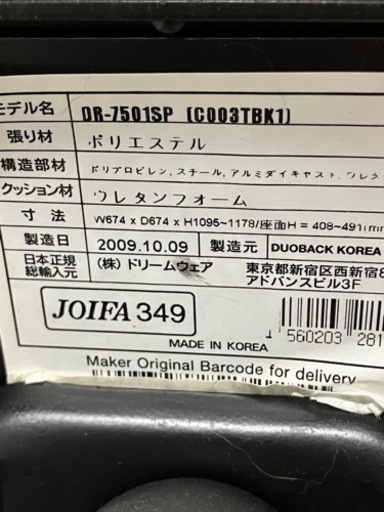 モデル名 DR-7501SP (C003TBK1)
張り材 ポリエステル
構造部材 ポリプロピレン, スチール, アルミダイキャスト, ウレタ
クッション材 ウレタンフォーム
寸 法 W674 x D674 x H1095~1178/座面H = 408~491(mm
製造日 2009.10.09 製造元 DUOBACK KOREA
日本正規総輸入元 (株) ドリームウェア 東京都新宿区西新宿8
アドバンスビル3F
JOIFA 349
MADE IN KOREA
560203 281
Maker Original Barcode for delivery